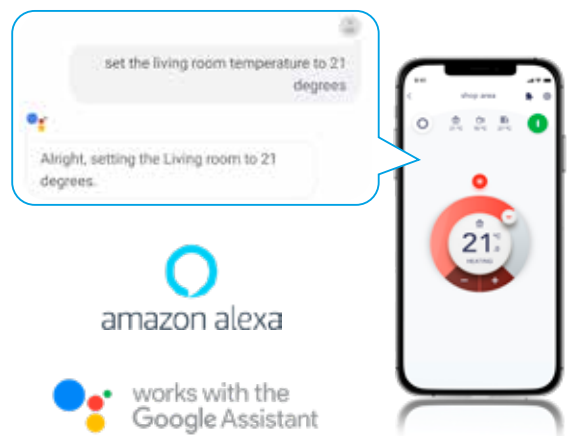 set the living room temperature to 21
degrees
Alright, setting the Living room to 21
degrees.
shop area
21
°C
HEATING
amazon alexa
works with the
Google Assistant